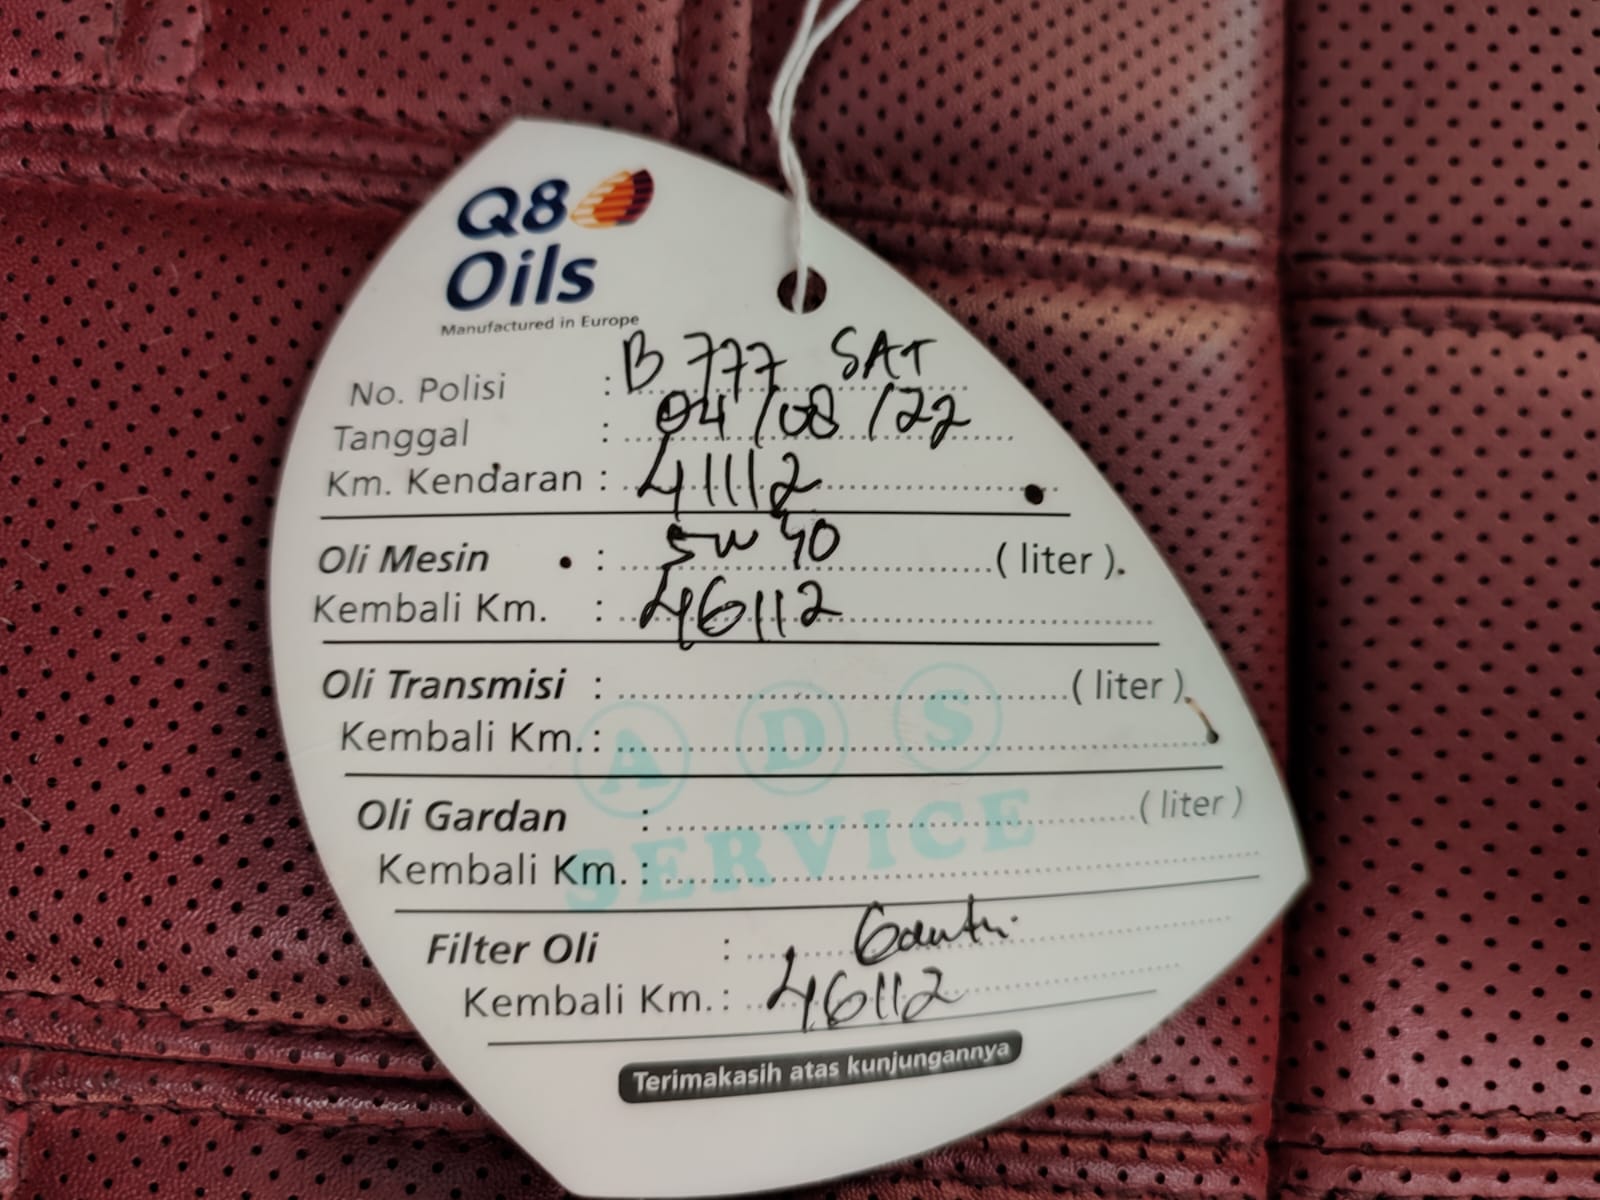 Q8
Oils
Manufactured in Europe
No. Polisi : B 777 SAT
Tanggal : 04/08/22
Km. Kendaran : 41112
Oli Mesin : 5W 40 ( liter ).
Kembali Km. : 46112
Oli Transmisi : ( liter ).
Kembali Km. :
Oli Gardan : ( liter )
Kembali Km. :
ADS
SERVICE
Filter Oli : Ganti
Kembali Km. : 46112
Terimakasih atas kunjungannya